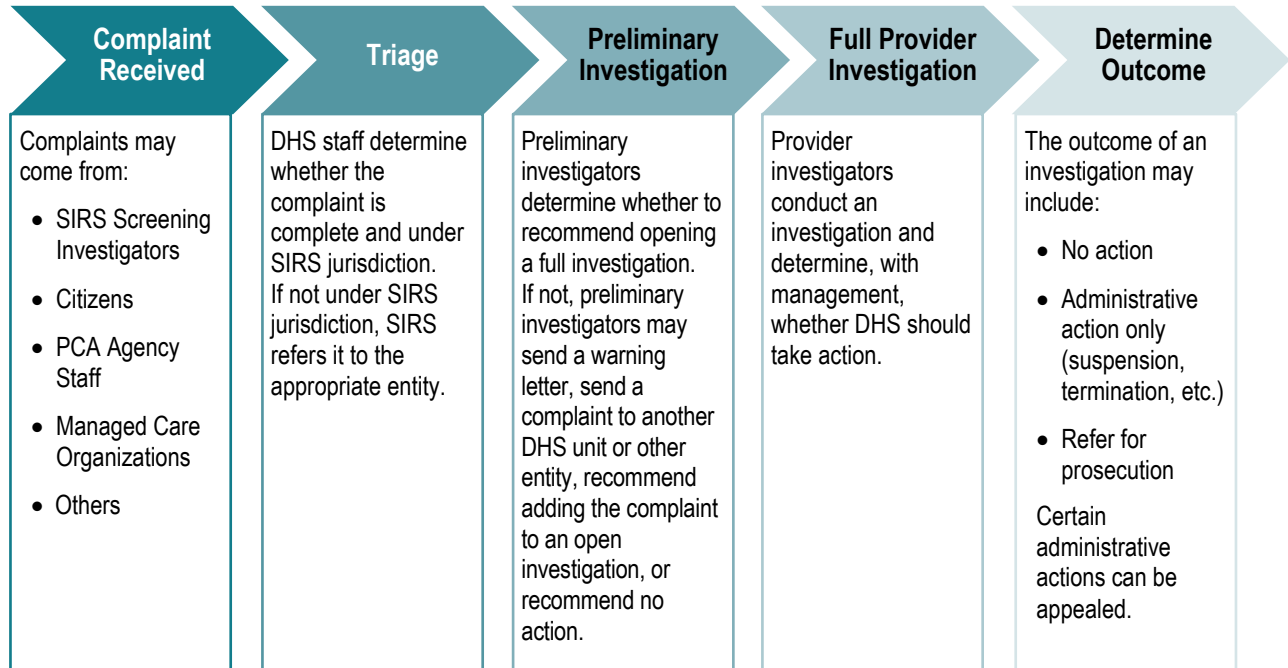 Complaint
Received
Complaints may
come from:
• SIRS Screening
Investigators
• Citizens
• PCA Agency
Staff
• Managed Care
Organizations
• Others
Triage
DHS staff determine
whether the
complaint is
complete and under
SIRS jurisdiction.
If not under SIRS
jurisdiction, SIRS
refers it to the
appropriate entity.
Preliminary
Investigation
Preliminary
investigators
determine whether to
recommend opening
a full investigation.
If not, preliminary
investigators may
send a warning
letter, send a
complaint to another
DHS unit or other
entity, recommend
adding the complaint
to an open
investigation, or
recommend no
action.
Full Provider
Investigation
Provider
investigators
conduct an
investigation and
determine, with
management,
whether DHS should
take action.
Determine
Outcome
The outcome of an
investigation may
include:
• No action
• Administrative
action only
(suspension,
termination, etc.)
• Refer for
prosecution
Certain
administrative
actions can be
appealed.